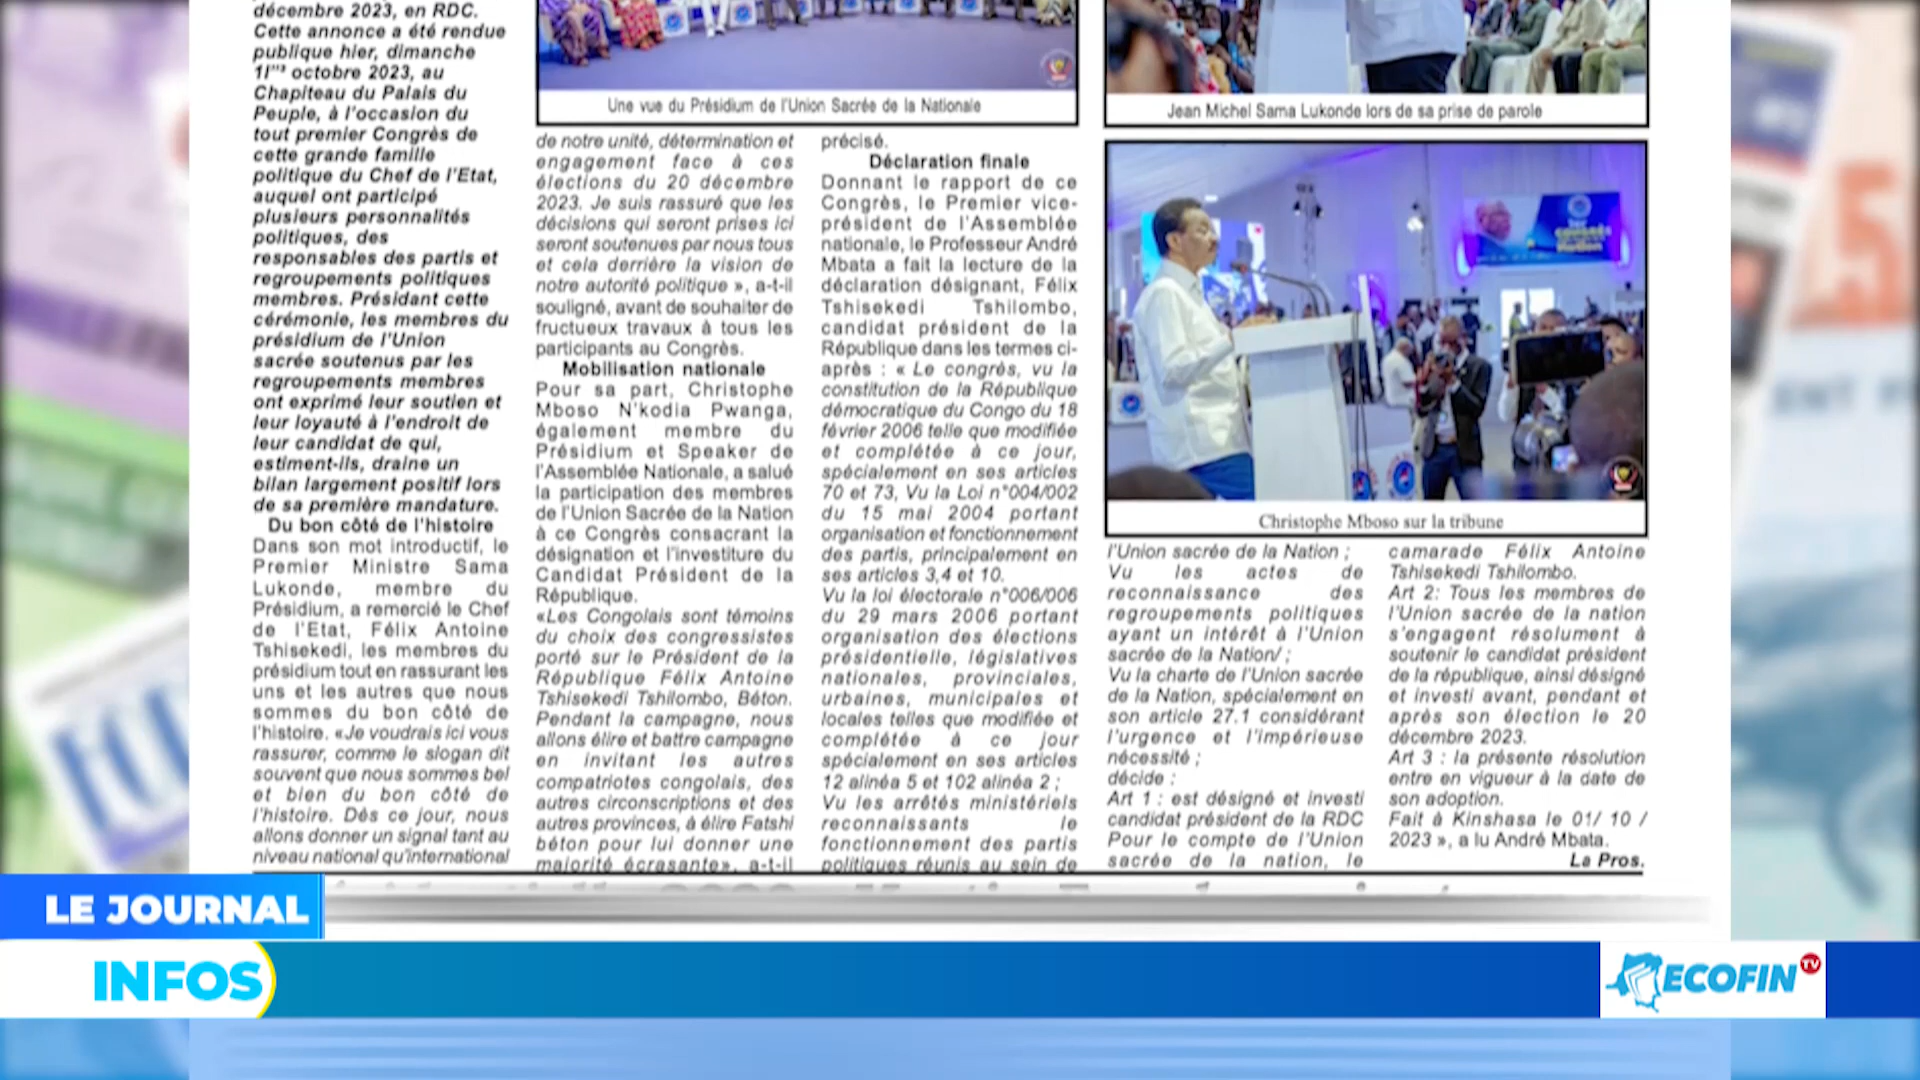 décembre 2023, en RDC.
Cette annonce a été rendue
publique hier, dimanche
octobre 2023, au
Chapiteau du Palais du
Peuple, à l'occasion du
tout premier Congrès de
cette grande famille
politique du Chef de l'Etat,
auquel ont participé
plusieurs personnalités
politiques, des
responsables des partis et
regroupements politiques
membres. Présidant cette
cérémonie, les membres du
présidium de l'Union
sacrée soutenus par les
regroupements membres
ont exprimé leur soutien et
leur loyauté à l'endroit de
leur candidat de qui,
estiment-ils, draine un
bilan largement positif lors
de sa première mandature.
Du bon côté de l'histoire
Dans son mot introductif, le
Premier Ministre Sama
Lukonde, membre du
Présidium, a remercié le Chef
de l'Etat, Félix Antoine
Tshisekedi, les membres du
présidium tout en rassurant les
uns et les autres que nous
sommes du bon côté de
l'histoire. «Je voudrais ici vous
rassurer, comme le slogan dit
souvent que nous sommes bel
et bien du bon côté de
l'histoire. Dès ce jour, nous
allons donner un signal tant au
niveau national qu'international
Une vue du Présidium de l'Union Sacrée de la Nationale
de notre unité, détermination et
engagement face à ces
élections du 20 décembre
2023. Je suis rassuré que les
décisions qui seront prises ici
seront soutenues par nous tous
et cela derrière la vision de
notre autorité politique », a-t-il
souligné, avant de souhaiter de
fructueux travaux à tous les
participants au Congrès.
Mobilisation nationale
Pour sa part, Christophe
Mboso N'kodia Pwanga,
également membre du
Présidium et Speaker de
l'Assemblée Nationale, a salué
la participation des membres
de l'Union Sacrée de la Nation
à ce Congrès consacrant la
désignation et l'investiture du
Candidat Président de la
République.
«Les Congolais sont témoins
du choix des congressistes
porté sur le Président de la
République Félix Antoine
Tshisekedi Tshilombo, Béton.
Pendant la campagne, nous
allons élire et battre campagne
en invitant les autres
compatriotes congolais, des
autres circonscriptions et des
autres provinces, à élire Fatshi
béton pour lui donner une
majorité écrasante», a-t-il
précisé.
Déclaration finale
Donnant le rapport de ce
Congrès, le Premier vice-
président de l'Assemblée
nationale, le Professeur André
Mbata a fait la lecture de la
déclaration désignant, Félix
Tshisekedi Tshilombo,
candidat président de la
République dans les termes ci-
après : « Le congrès, vu la
constitution de la République
démocratique du Congo du 18
février 2006 telle que modifiée
et complétée à ce jour,
spécialement en ses articles
70 et 73, Vu la Loi n°004/002
du 15 mai 2004 portant
organisation et fonctionnement
des partis, principalement en
ses articles 3,4 et 10.
Vu la loi électorale n°006/006
du 29 mars 2006 portant
organisation des élections
présidentielle, législatives
nationales, provinciales,
urbaines, municipales et
locales telles que modifiée et
complétée à ce jour
spécialement en ses articles
12 alinéa 5 et 102 alinéa 2 ;
Vu les arrêtés ministériels
reconnaissants le
fonctionnement des partis
politiques réunis au sein de
Jean Michel Sama Lukonde lors de sa prise de parole
Christophe Mboso sur la tribune
l'Union sacrée de la Nation ;
Vu les actes de
reconnaissance des
regroupements politiques
ayant un intérêt à l'Union
sacrée de la Nation/ ;
Vu la charte de l'Union sacrée
de la Nation, spécialement en
son article 27.1 considérant
l'urgence et l'impérieuse
nécessité ;
décide :
Art 1 : est désigné et investi
candidat président de la RDC
Pour le compte de l'Union
sacrée de la nation, le
camarade Félix Antoine
Tshisekedi Tshilombo.
Art 2: Tous les membres de
l'Union sacrée de la nation
s'engagent résolument à
soutenir le candidat président
de la république, ainsi désigné
et investi avant, pendant et
après son élection le 20
décembre 2023.
Art 3 : la présente résolution
entre en vigueur à la date de
son adoption.
Fait à Kinshasa le 01/ 10 /
2023 », a lu André Mbata.
La Pros.
LE JOURNAL
INFOS
ECOFIN TV